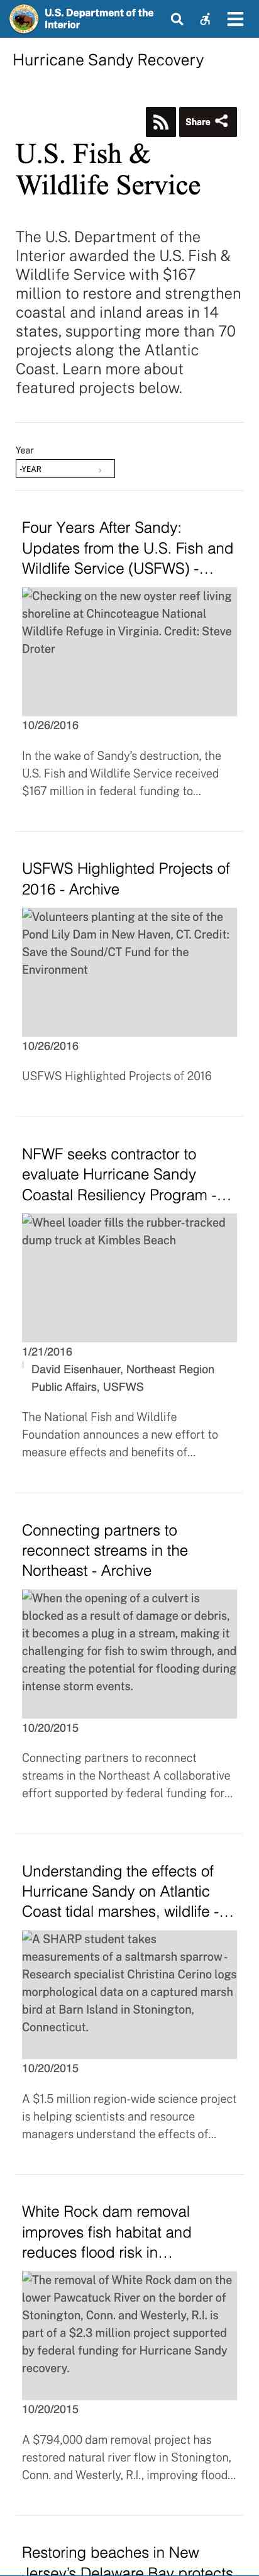 U.S. Department of the
Interior
Hurricane Sandy Recovery
Share
U.S. Fish &
Wildlife Service
The U.S. Department of the
Interior awarded the U.S. Fish &
Wildlife Service with $167
million to restore and strengthen
coastal and inland areas in 14
states, supporting more than 70
projects along the Atlantic
Coast. Learn more about
featured projects below.
Year
-YEAR
Four Years After Sandy:
Updates from the U.S. Fish and
Wildlife Service (USFWS) -…
Checking on the new oyster reef living
shoreline at Chincoteague National
Wildlife Refuge in Virginia. Credit: Steve
Droter
10/26/2016
In the wake of Sandy's destruction, the
U.S. Fish and Wildlife Service received
$167 million in federal funding to...
USFWS Highlighted Projects of
2016 - Archive
Volunteers planting at the site of the
Pond Lily Dam in New Haven, CT. Credit:
Save the Sound/CT Fund for the
Environment
10/26/2016
USFWS Highlighted Projects of 2016
NFWF seeks contractor to
evaluate Hurricane Sandy
Coastal Resiliency Program -…
Wheel loader fills the rubber-tracked
dump truck at Kimbles Beach
1/21/2016
David Eisenhauer, Northeast Region
Public Affairs, USFWS
The National Fish and Wildlife
Foundation announces a new effort to
measure effects and benefits of...
Connecting partners to
reconnect streams in the
Northeast - Archive
When the opening of a culvert is
blocked as a result of damage or debris,
it becomes a plug in a stream, making it
challenging for fish to swim through, and
creating the potential for flooding during
intense storm events.
10/20/2015
Connecting partners to reconnect
streams in the Northeast A collaborative
effort supported by federal funding for...
Understanding the effects of
Hurricane Sandy on Atlantic
Coast tidal marshes, wildlife -…
A SHARP student takes
measurements of a saltmarsh sparrow -
Research specialist Christina Cerino logs
morphological data on a captured marsh
bird at Barn Island in Stonington,
Connecticut.
10/20/2015
A $1.5 million region-wide science project
is helping scientists and resource
managers understand the effects of...
White Rock dam removal
improves fish habitat and
reduces flood risk in…
The removal of White Rock dam on the
lower Pawcatuck River on the border of
Stonington, Conn. and Westerly, R.I. is
part of a $2.3 million project supported
by federal funding for Hurricane Sandy
recovery.
10/20/2015
A $794,000 dam removal project has
restored natural river flow in Stonington,
Conn. and Westerly, R.I., improving flood...
Restoring beaches in New
Jersey's Delaware Bay protects